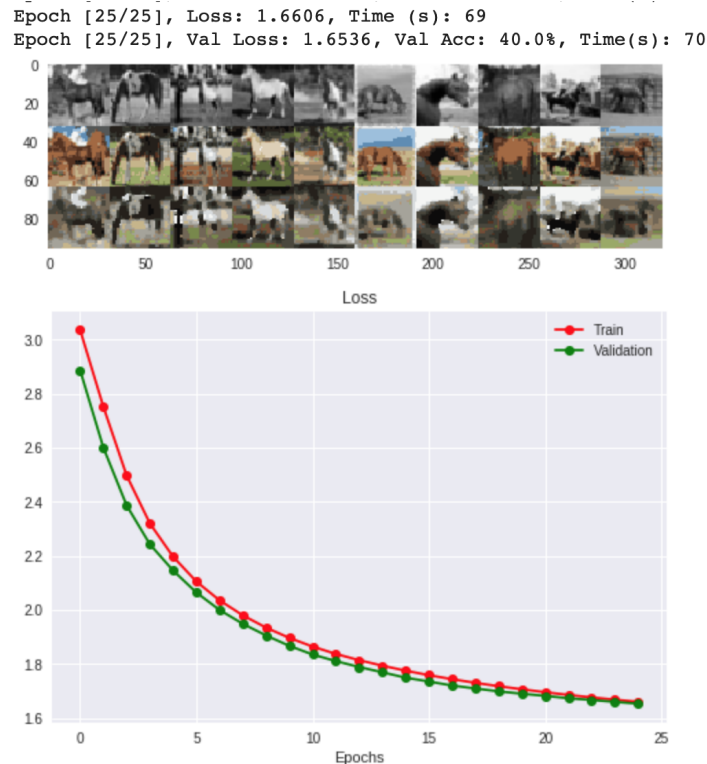 Epoch [25/25], Loss: 1.6606, Time (s): 69
Epoch [25/25], Val Loss: 1.6536, Val Acc: 40.0%, Time(s): 70
0
20
40
60
80
0 50 100 150 200 250 300
Loss
Train
Validation
3.0
2.8
2.6
2.4
2.2
2.0
1.8
1.6
0 5 10 15 20 25
Epochs